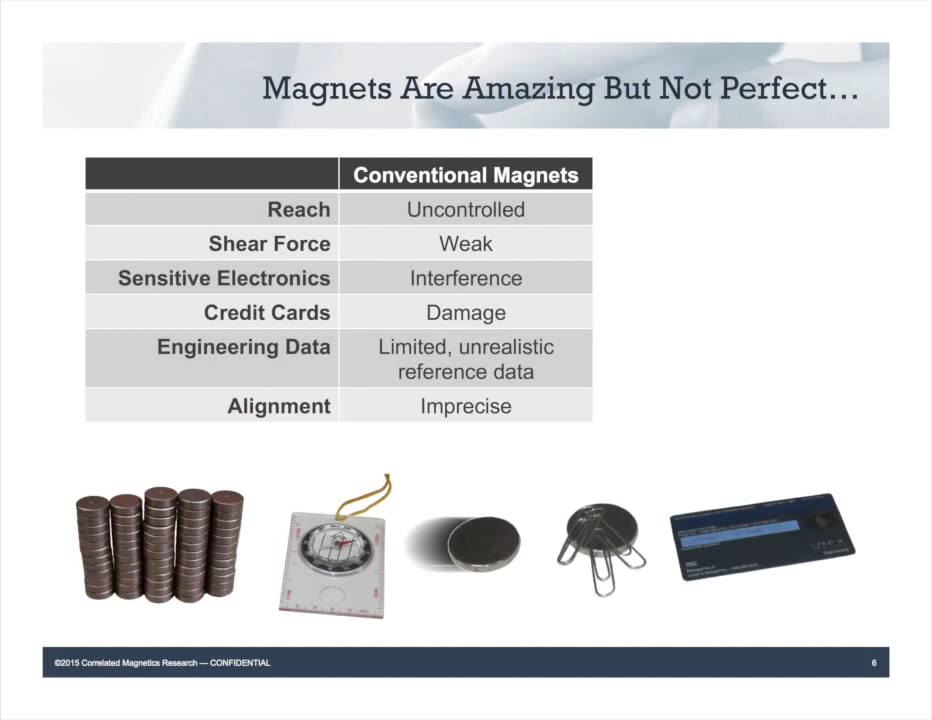 Magnets Are Amazing But Not Perfect...
Conventional Magnets
Reach Uncontrolled
Shear Force Weak
Sensitive Electronics Interference
Credit Cards Damage
Engineering Data Limited, unrealistic
reference data
Alignment Imprecise
©2015 Correlated Magnetics Research — CONFIDENTIAL
6